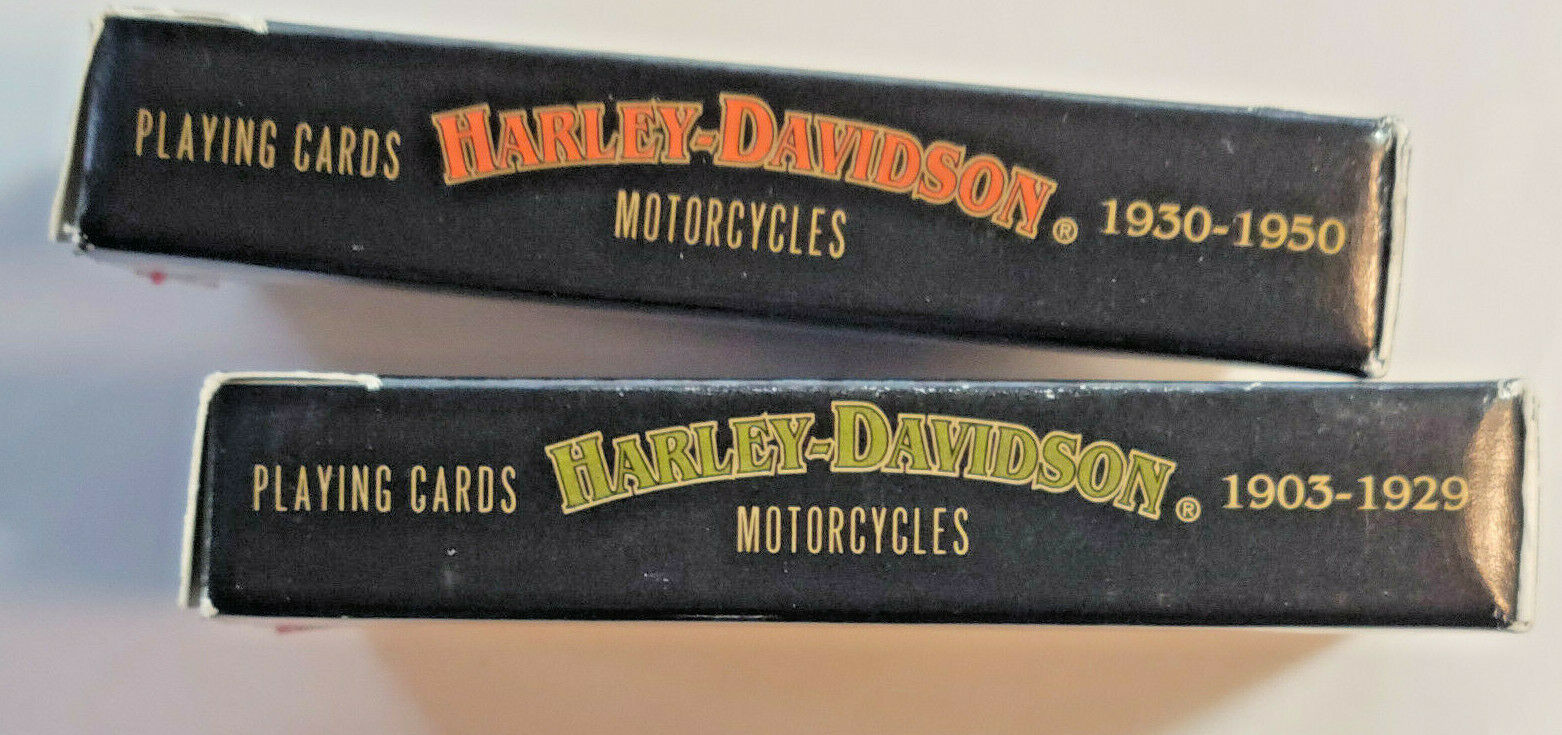 PLAYING CARDS HARLEY-DAVIDSON® 1930-1950
MOTORCYCLES
PLAYING CARDS HARLEY-DAVIDSON® 1903-1929
MOTORCYCLES